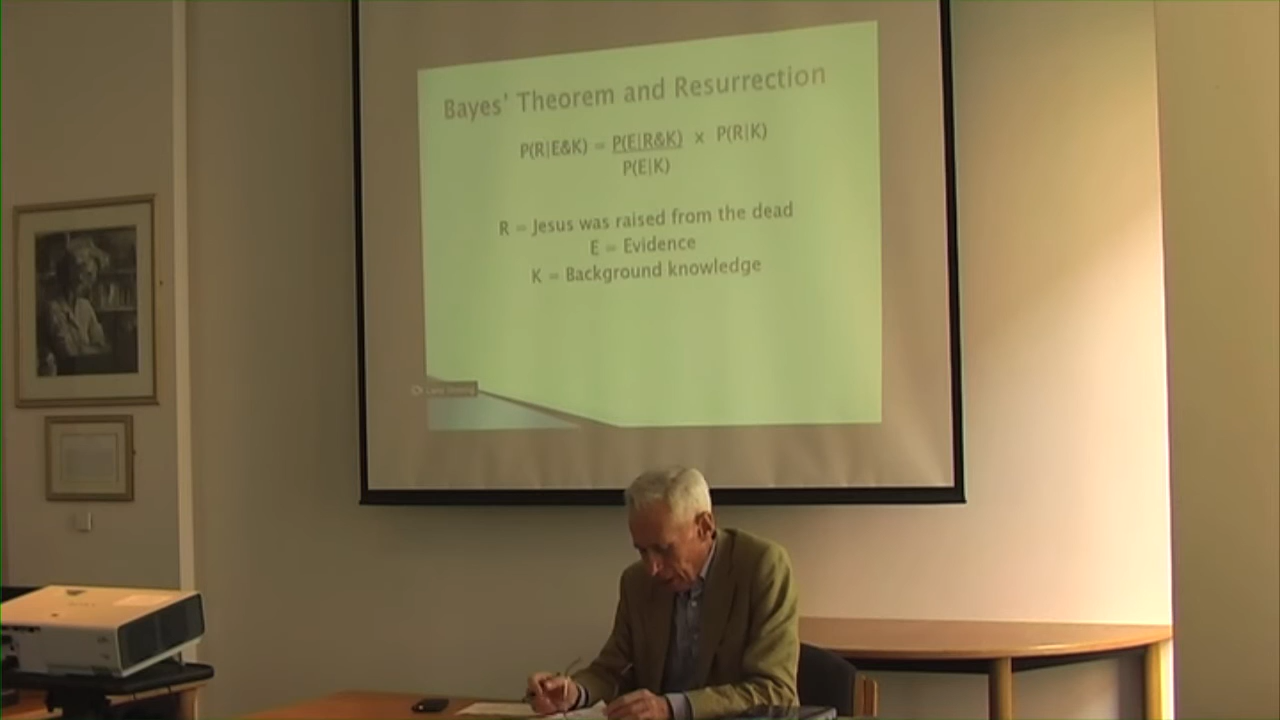 Bayes' Theorem and Resurrection
P(R|E&K) = P(E|R&K) × P(R|K)
P(E|K)
R = Jesus was raised from the dead
E = Evidence
K = Background knowledge